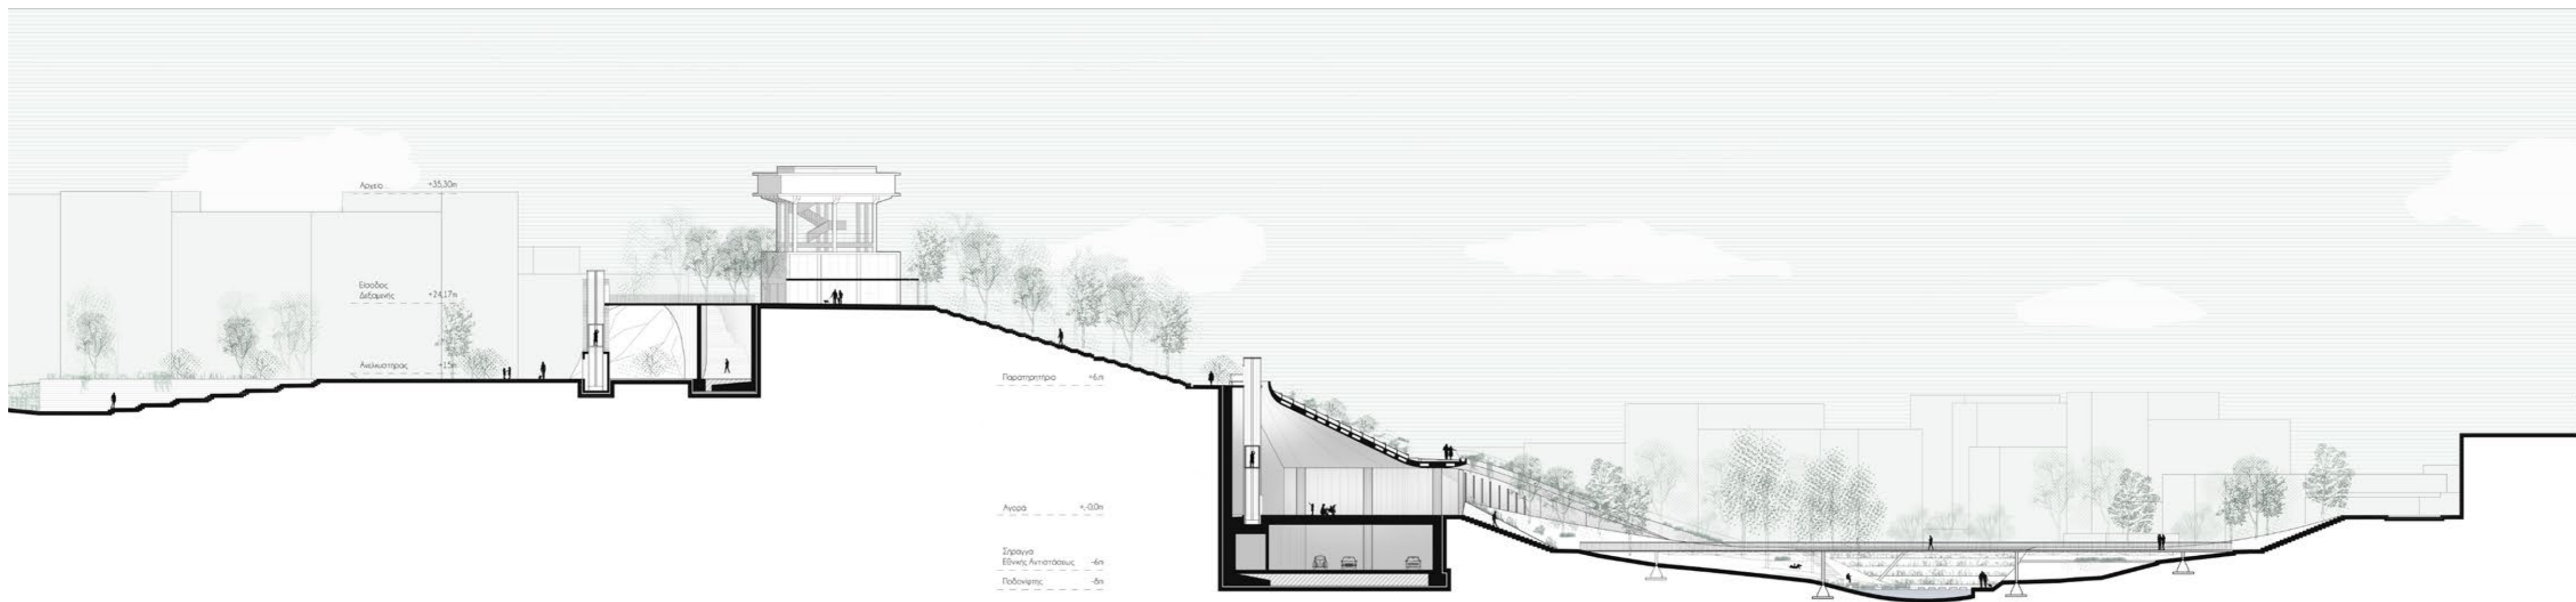 Αρχείο +35,30m
Είσοδος
Δεξαμενής +24,17m
Ανελκυστήρας +15m
Παρατηρητήριο +6m
Αγορά +,-0,0m
Σήραγγα
Εθνικής Αντιστάσεως -6m
Ποδονίφτης -8m